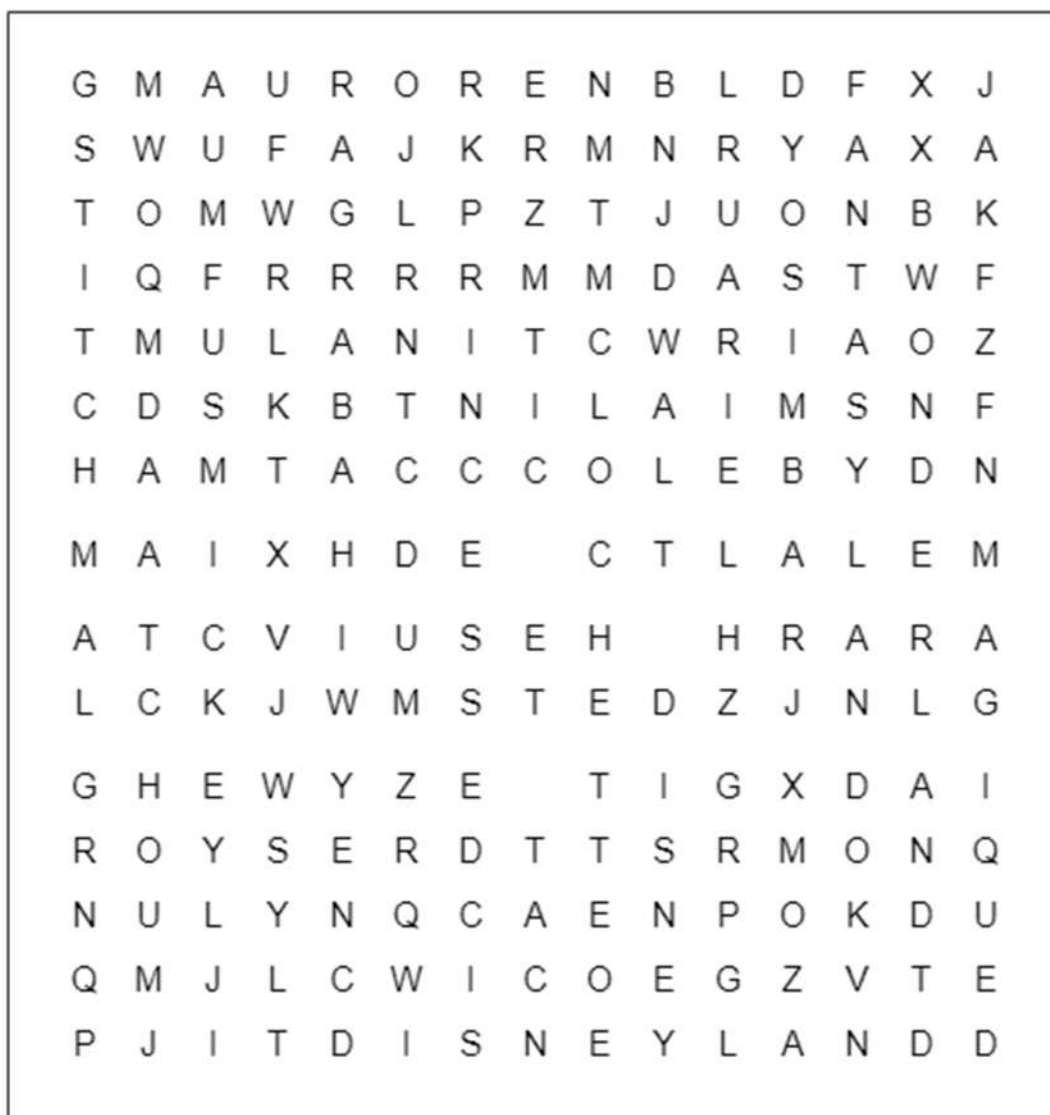 G M A U R O R E N B L D F X J
S W U F A J K R M N R Y A X A
T O M W G L P Z T J U O N B K
I Q F R R R R M M D A S T W F
T M U L A N I T C W R I A O Z
C D S K B T N I L A I M S N F
H A M T A C C C O L E B Y D N
M A I X H D E C T L A L E M
A T C V I U S E H H R A R A
L C K J W M S T E D Z J N L G
G H E W Y Z E T I G X D A I
R O Y S E R D T T S R M O N Q
N U L Y N Q C A E N P O K D U
Q M J L C W I C O E G Z V T E
P J I T D I S N E Y L A N D D